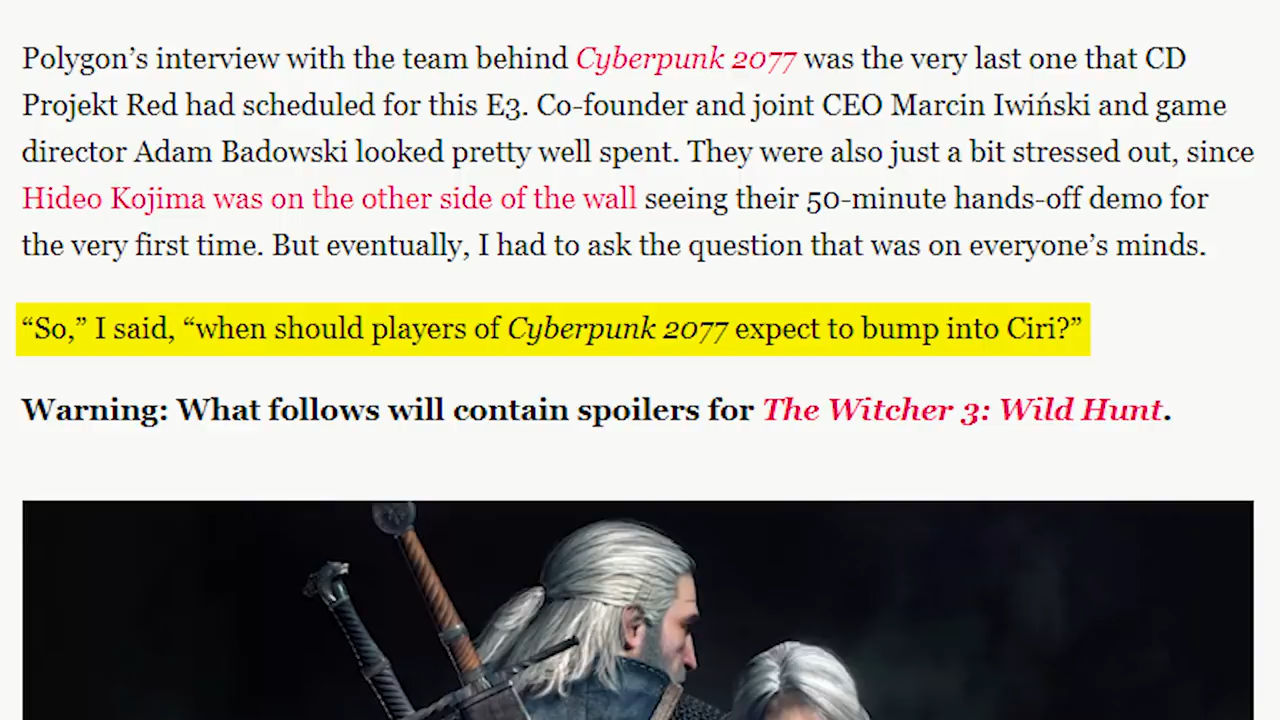 Polygon’s interview with the team behind Cyberpunk 2077 was the very last one that CD
Projekt Red had scheduled for this E3. Co-founder and joint CEO Marcin Iwiński and game
director Adam Badowski looked pretty well spent. They were also just a bit stressed out, since
Hideo Kojima was on the other side of the wall seeing their 50-minute hands-off demo for
the very first time. But eventually, I had to ask the question that was on everyone’s minds.
“So,” I said, “when should players of Cyberpunk 2077 expect to bump into Ciri?”
Warning: What follows will contain spoilers for The Witcher 3: Wild Hunt.